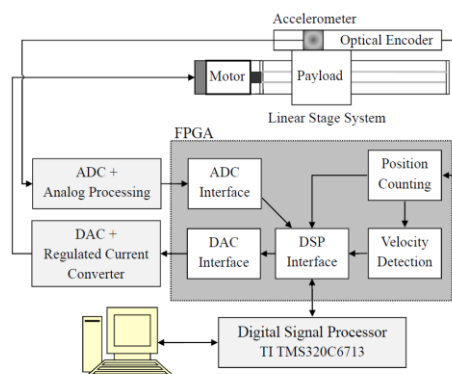 Accelerometer
Optical Encoder
Motor
Payload
Linear Stage System
FPGA
ADC +
Analog Processing
ADC
Interface
Position
Counting
DAC +
Regulated Current
Converter
DAC
Interface
DSP
Interface
Velocity
Detection
Digital Signal Processor
TI TMS320C6713